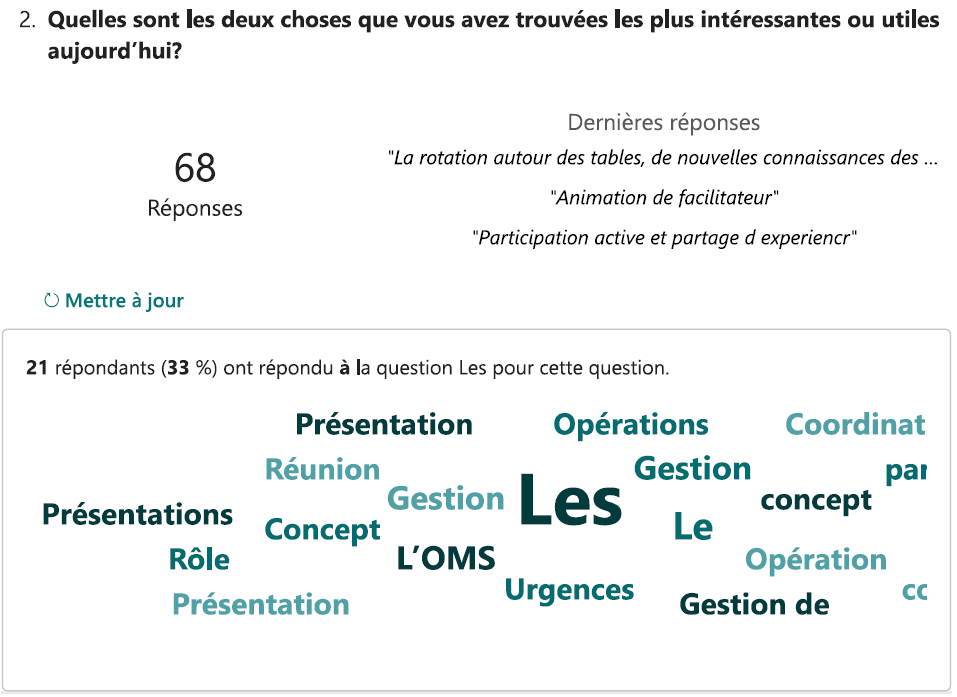 2. Quelles sont les deux choses que vous avez trouvées les plus intéressantes ou utiles
aujourd’hui?
Dernières réponses
68
Réponses
"La rotation autour des tables, de nouvelles connaissances des ...
"Animation de facilitateur"
"Participation active et partage d experiencr"
Mettre à jour
21 répondants (33 %) ont répondu à la question Les pour cette question.
Présentation Opérations Coordinat
Réunion Gestion par
Gestion Les concept
Présentations Concept Le
Rôle L’OMS Opération
Urgences cc
Présentation Gestion de